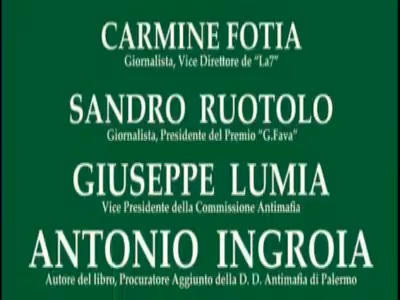 CARMINE FOTIA
Giornalista, Vice Direttore de "La7"
SANDRO RUOTOLO
Giornalista, Presidente del Premio "G.Fava"
GIUSEPPE LUMIA
Vice Presidente della Commissione Antimafia
ANTONIO INGROIA
Autore del libro, Procuratore Aggiunto della D. D. Antimafia di Palermo